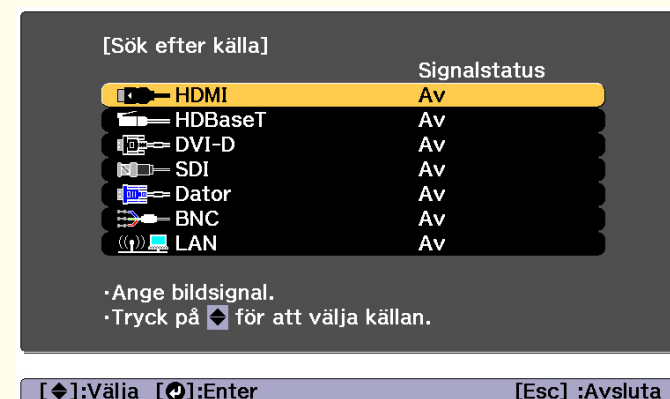 [Sök efter källa]
Signalstatus
HDMI Av
HDBaseT Av
DVI-D Av
SDI Av
Dator Av
BNC Av
LAN Av
·Ange bildsignal.
·Tryck på för att välja källan.
[ ]:Välja [ ]:Enter [Esc] :Avsluta